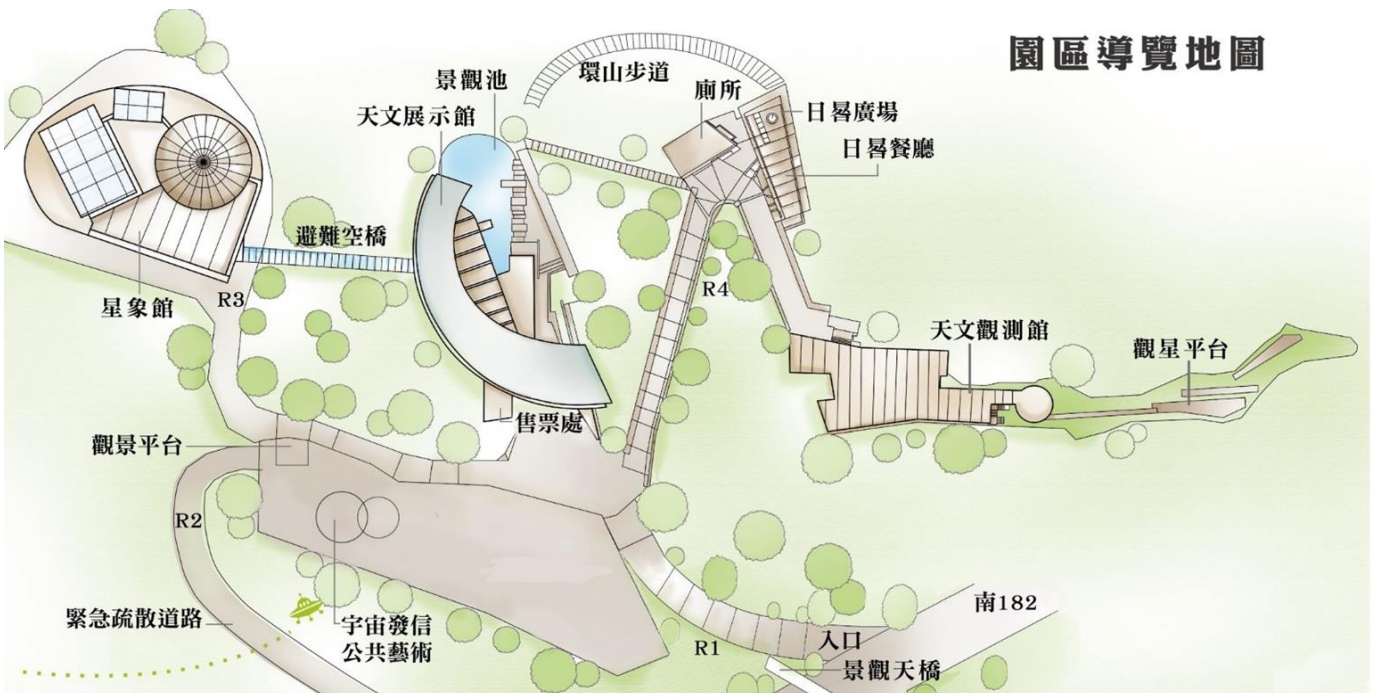 園區導覽地圖
環山步道
景觀池
廁所
天文展示館
日晷廣場
日晷餐廳
避難空橋
星象館
R3
R4
天文觀測館
觀星平台
售票處
觀景平台
R2
緊急疏散道路
宇宙發信
公共藝術
南182
入口
R1
景觀天橋